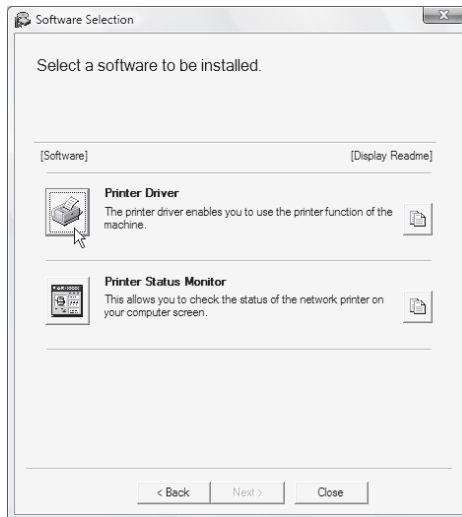 Software Selection
Select a software to be installed.
[Software] [Display Readme]
Printer Driver
The printer driver enables you to use the printer function of the
machine.
Printer Status Monitor
This allows you to check the status of the network printer on
your computer screen.
< Back Next > Close